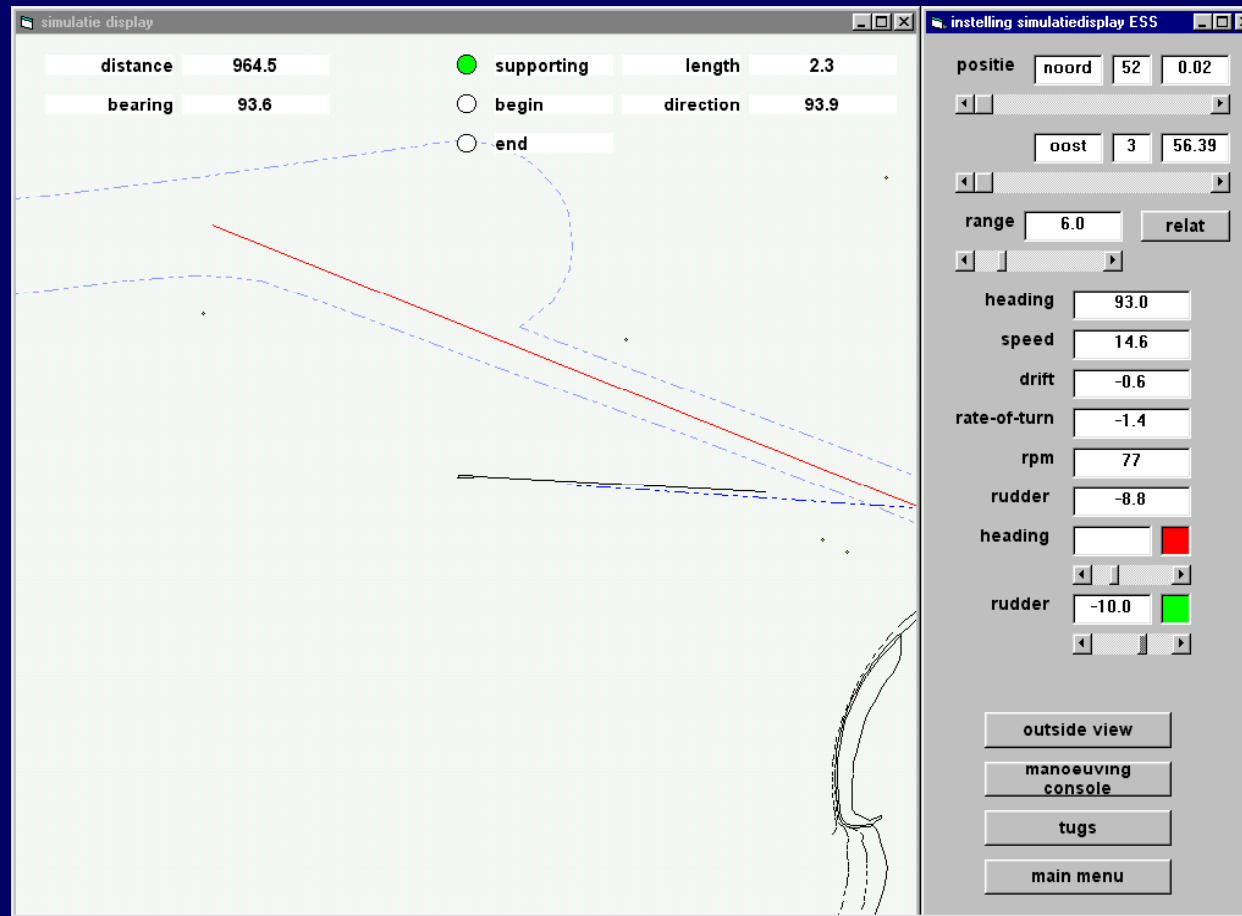 simulatie display
distance 964.5 supporting length 2.3
bearing 93.6 begin direction 93.9
end
instelling simulatiedisplay ESS
positie noord 52 0.02
oost 3 56.39
range 6.0 relat
heading 93.0
speed 14.6
drift -0.6
rate-of-turn -1.4
rpm 77
rudder -8.8
heading
rudder -10.0
outside view
manoeuving
console
tugs
main menu